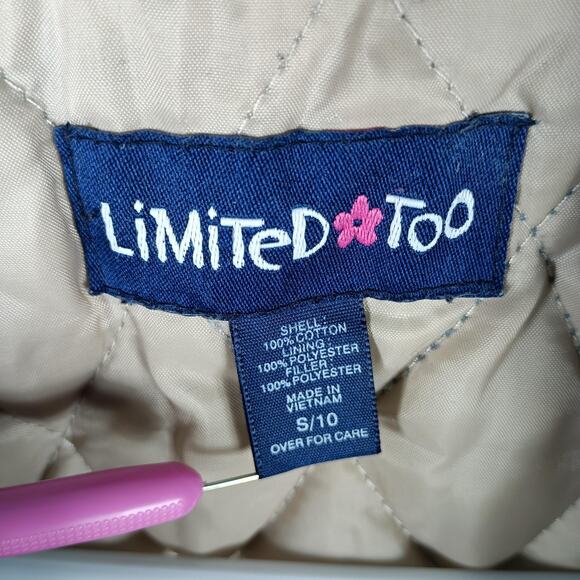 LiMiTeD TOO
SHELL:
100% COTTON
LINING:
100% POLYESTER
FILLER
100% POLYESTER
MADE IN
VIETNAM
S/10
OVER FOR CARE